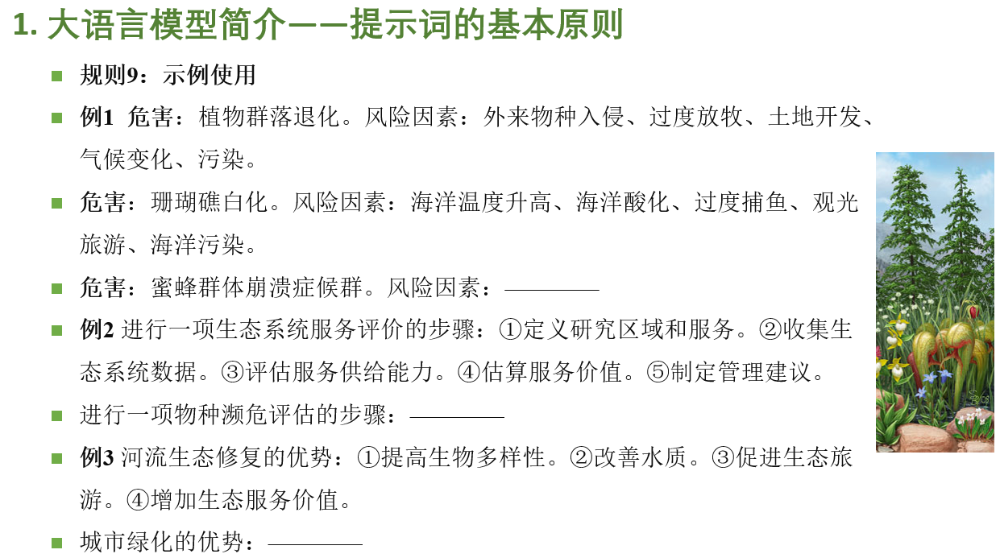 1. 大语言模型简介——提示词的基本原则
规则9：示例使用
例1 危害：植物群落退化。风险因素：外来物种入侵、过度放牧、土地开发、
气候变化、污染。
危害：珊瑚礁白化。风险因素：海洋温度升高、海洋酸化、过度捕鱼、观光
旅游、海洋污染。
危害：蜜蜂群体崩溃症候群。风险因素：————
例2 进行一项生态系统服务评价的步骤：①定义研究区域和服务。②收集生
态系统数据。③评估服务供给能力。④估算服务价值。⑤制定管理建议。
进行一项物种濒危评估的步骤：————
例3 河流生态修复的优势：①提高生物多样性。②改善水质。③促进生态旅
游。④增加生态服务价值。
城市绿化的优势：————